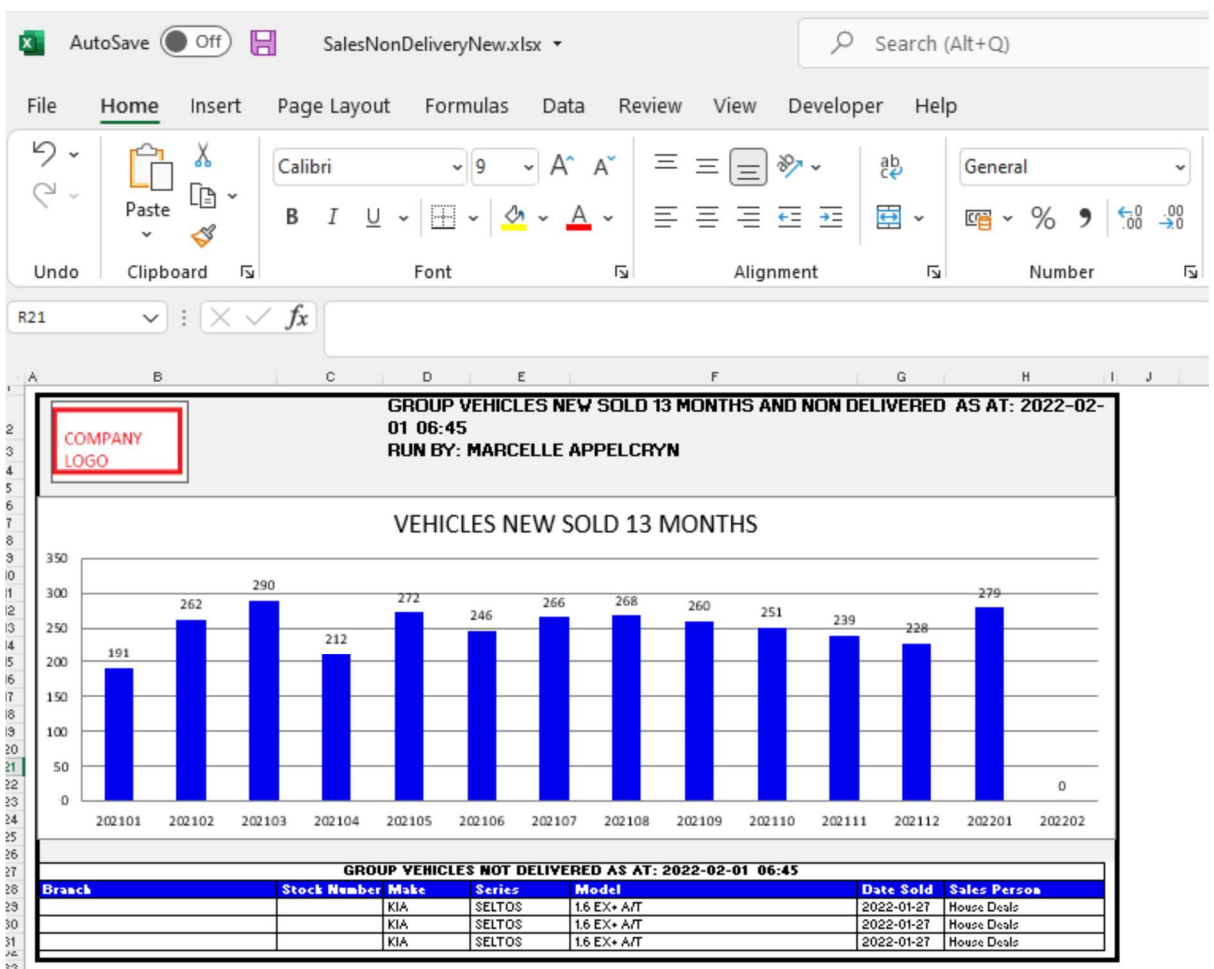 AutoSave Off SalesNonDeliveryNew.xlsx Search (Alt+Q)
File Home Insert Page Layout Formulas Data Review View Developer Help
Calibri 9 A A ab c General
Paste B I U A % 9 .00 .0 .00 .0
Undo Clipboard Font Alignment Number
R21 fx
A B C D E F G H I J
COMPANY
LOGO
GROUP VEHICLES NEW SOLD 13 MONTHS AND NON DELIVERED AS AT: 2022-02-
01 06:45
RUN BY: MARCELLE APPELCRYN
VEHICLES NEW SOLD 13 MONTHS
350
300
250
200
150
100
50
0
191 262 290 212 272 246 266 268 260 251 239 228 279 0
202101 202102 202103 202104 202105 202106 202107 202108 202109 202110 202111 202112 202201 202202
GROUP VEHICLES NOT DELIVERED AS AT: 2022-02-01 06:45
Branch Stock Number Make Series Model Date Sold Sales Person
KIA SELTOS 1.6 EX+ A/T 2022-01-27 House Deals
KIA SELTOS 1.6 EX+ A/T 2022-01-27 House Deals
KIA SELTOS 1.6 EX+ A/T 2022-01-27 House Deals